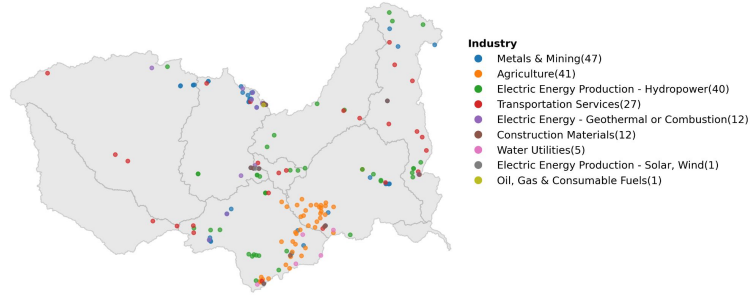 Industry
Metals & Mining(47)
Agriculture(41)
Electric Energy Production - Hydropower(40)
Transportation Services(27)
Electric Energy - Geothermal or Combustion(12)
Construction Materials(12)
Water Utilities(5)
Electric Energy Production - Solar, Wind(1)
Oil, Gas & Consumable Fuels(1)